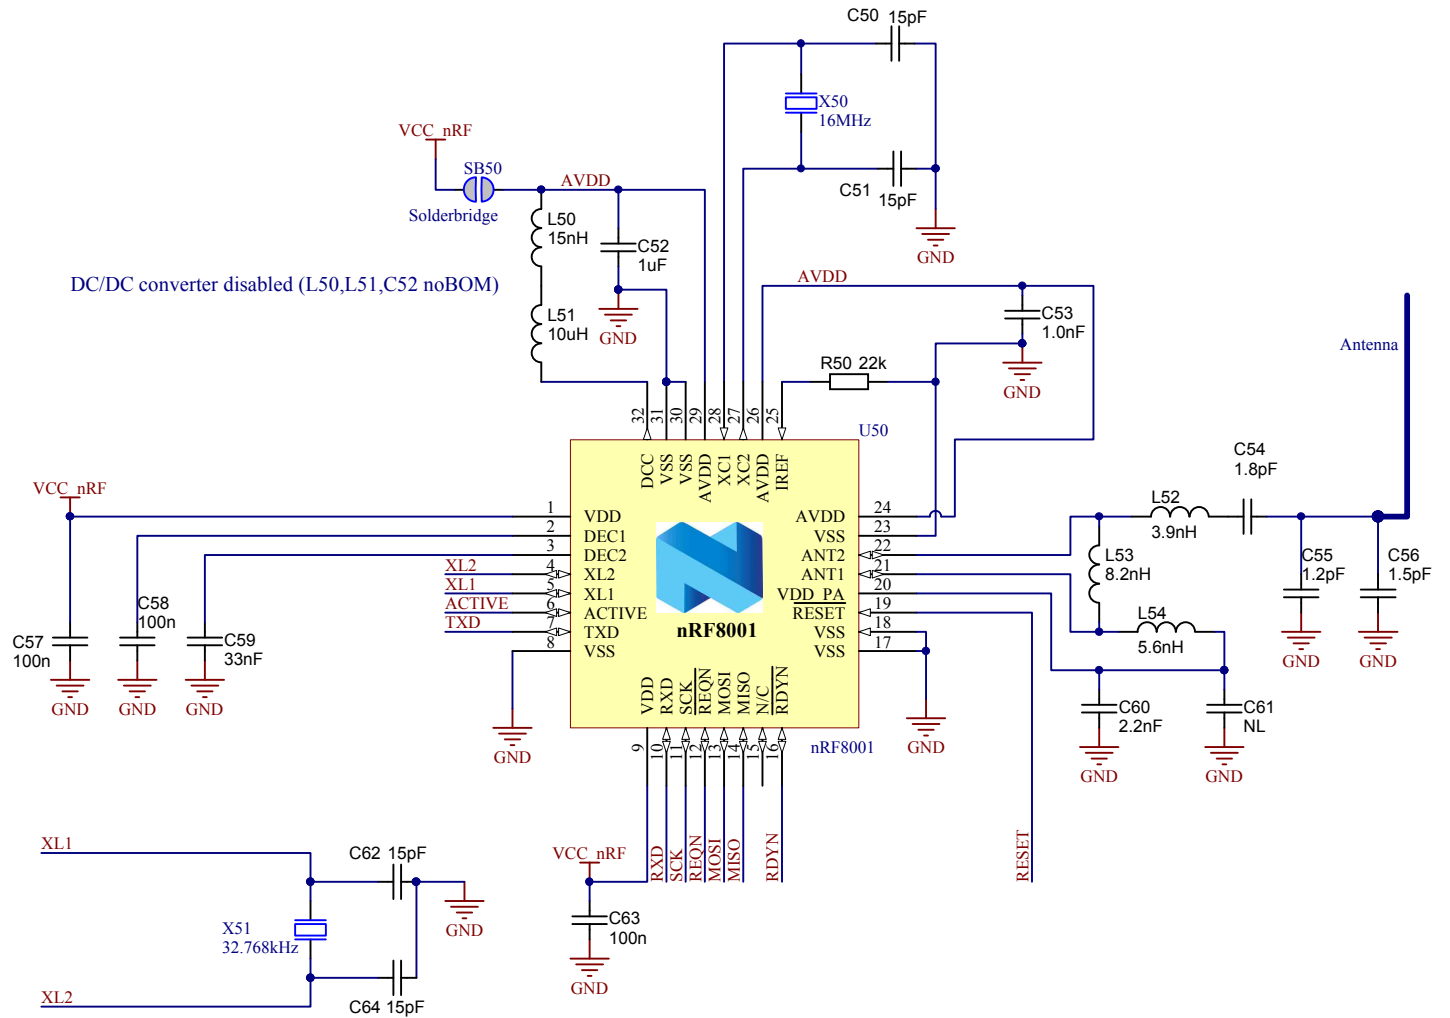 C50 15pF
X50
16MHz
C51 15pF
GND
VCC_nRF
SB50
Solderbridge
AVDD
L50
15nH
C52
1uF
GND
L51
10uH
DC/DC converter disabled (L50,L51,C52 noBOM)
AVDD
C53
1.0nF
GND
R50 22k
Antenna
U50
32 31 30 29 28 27 26 25
DCC VSS VSS AVDD XC1 XC2 AVDD IREF
VCC_nRF
1 VDD
2 DEC1
3 DEC2
XL2 4 XL2
XL1 5 XL1
ACTIVE 6 ACTIVE
TXD 7 TXD
8 VSS
nRF8001
AVDD 24
VSS 23
ANT2 22
ANT1 21
VDD_PA 20
RESET 19
VSS 18
VSS 17
VDD RXD SCK REQN MOSI MISO N/C RDYN
9 10 11 12 13 14 15 16
nRF8001
C54
1.8pF
L52
3.9nH
L53
8.2nH
L54
5.6nH
C55
1.2pF
GND
C56
1.5pF
GND
C57
100n
GND
C58
100n
GND
C59
33nF
GND
GND
GND
C60
2.2nF
GND
C61
NL
GND
RXD SCK REQN MOSI MISO RDYN
RESET
VCC_nRF
C63
100n
GND
XL1
C62 15pF
X51
32.768kHz
GND
XL2
C64 15pF